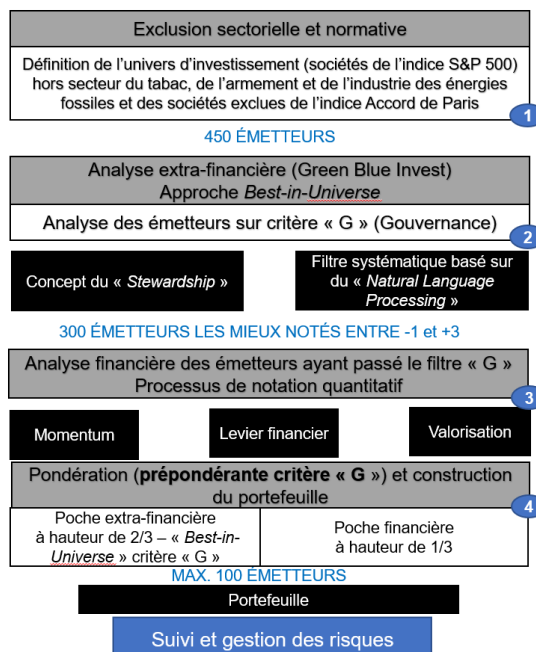 Exclusion sectorielle et normative
Définition de l'univers d'investissement (sociétés de l'indice S&P 500)
hors secteur du tabac, de l'armement et de l'industrie des énergies
fossiles et des sociétés exclues de l'indice Accord de Paris
1
450 ÉMETTEURS
Analyse extra-financière (Green Blue Invest)
Approche Best-in-Universe
Analyse des émetteurs sur critère « G » (Gouvernance)
2
Concept du « Stewardship »
Filtre systématique basé sur
du « Natural Language
Processing »
300 ÉMETTEURS LES MIEUX NOTÉS ENTRE -1 et +3
Analyse financière des émetteurs ayant passé le filtre « G »
Processus de notation quantitatif
3
Momentum
Levier financier
Valorisation
Pondération (prépondérante critère « G ») et construction
du portefeuille
4
Poche extra-financière
à hauteur de 2/3 – « Best-in-
Universe » critère « G »
Poche financière
à hauteur de 1/3
MAX. 100 ÉMETTEURS
Portefeuille
Suivi et gestion des risques